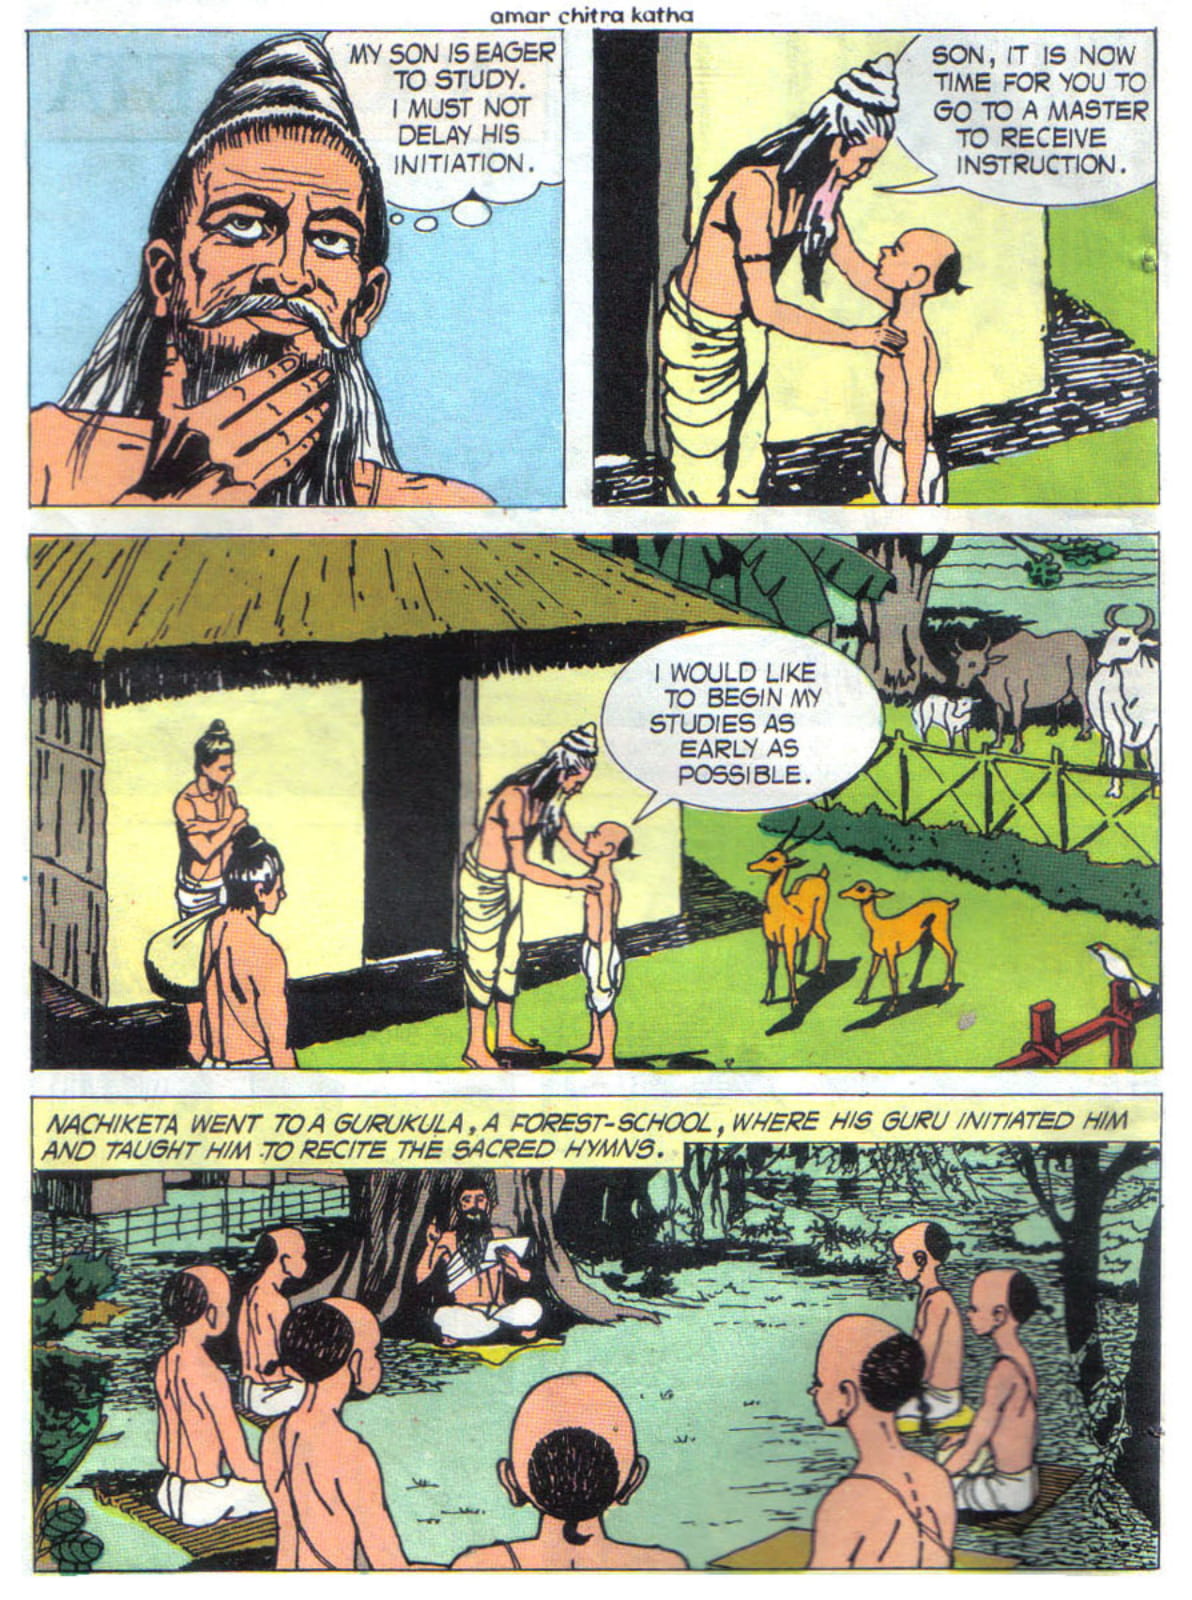 amar chitra katha
MY SON IS EAGER
TO STUDY.
I MUST NOT
DELAY HIS
INITIATION.
SON, IT IS NOW
TIME FOR YOU TO
GO TO A MASTER
TO RECEIVE
INSTRUCTION.
I WOULD LIKE
TO BEGIN MY
STUDIES AS
EARLY AS
POSSIBLE.
NACHIKETA WENT TO A GURUKULA, A FOREST-SCHOOL, WHERE HIS GURU INITIATED HIM
AND TAUGHT HIM TO RECITE THE SACRED HYMNS.